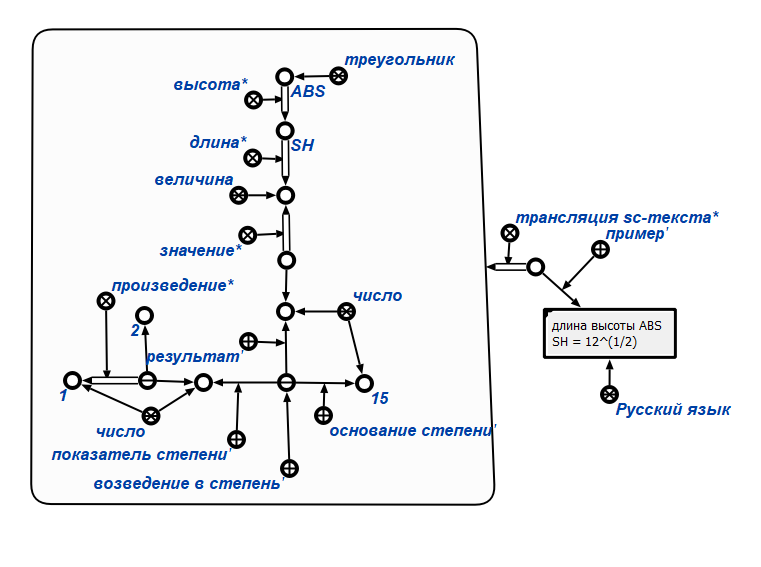 треугольник
высота*
ABS
длина*
SH
величина
трансляция sc-текста*
пример'
значение*
произведение*
число
2
длина высоты ABS
SH = 12^(1/2)
результат'
1
15
Русский язык
число
основание степени'
показатель степени'
возведение в степень'